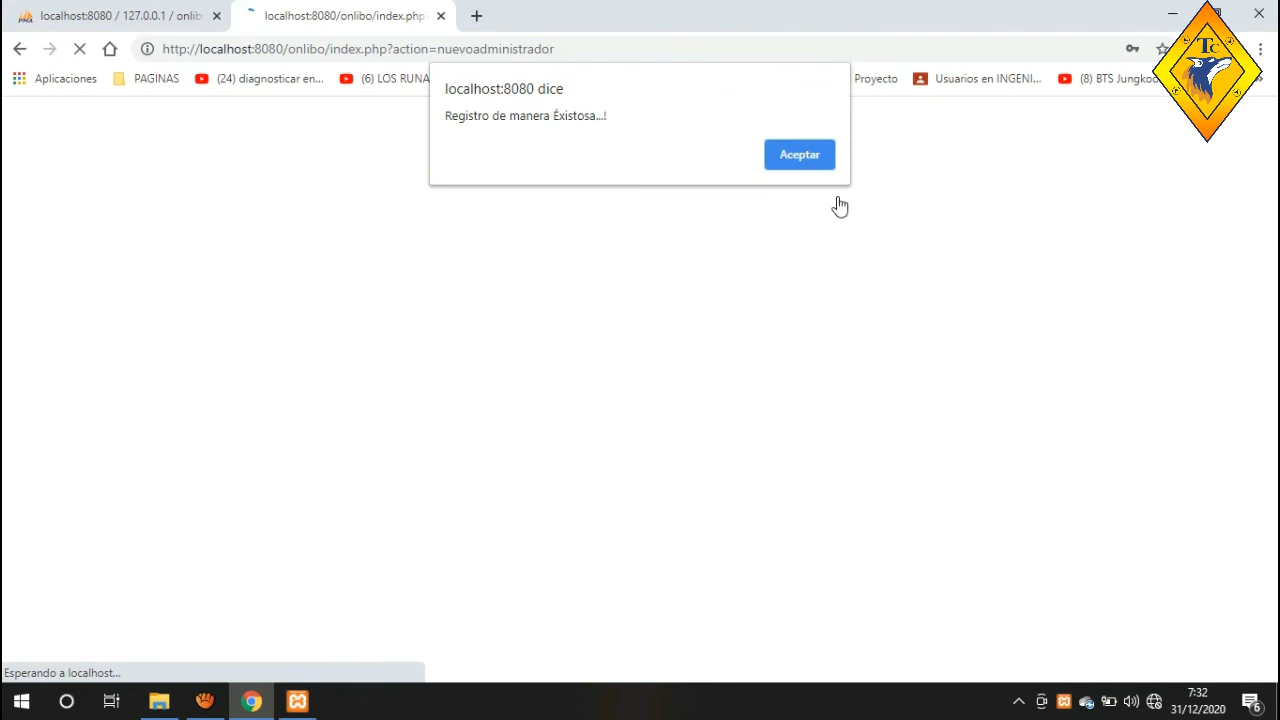 localhost:8080 / 127.0.0.1 / onlib
localhost:8080/onlibo/index.php?
http://localhost:8080/onlibo/index.php?action=nuevoadministrador
Aplicaciones
PAGINAS
(24) diagnosticar en...
(6) LOS RUNA
Proyecto
Usuarios en INGENI...
(8) BTS Jungkoo
TC
localhost:8080 dice
Registro de manera Éxistosa...!
Aceptar
Esperando a localhost...
7:32
31/12/2020
6